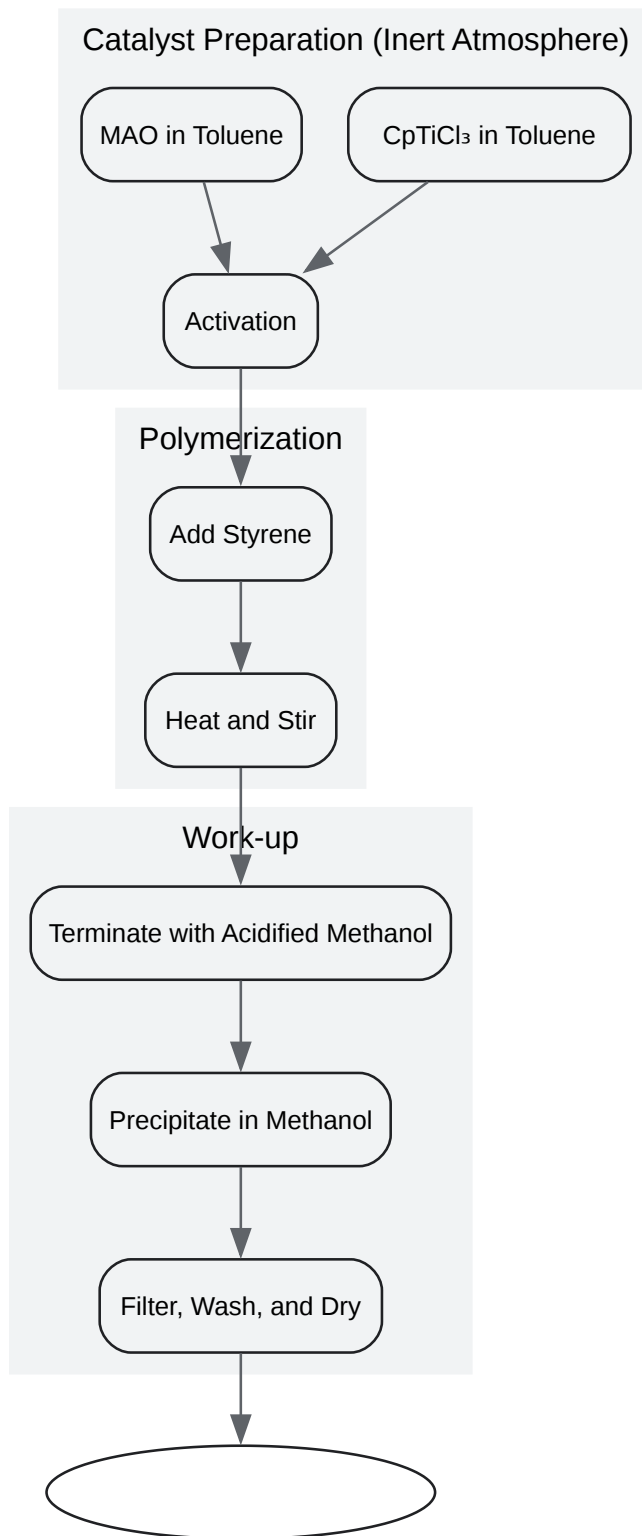 Catalyst Preparation (Inert Atmosphere)
MAO in Toluene
CpTiCl₃ in Toluene
Activation
Polymerization
Add Styrene
Heat and Stir
Work-up
Terminate with Acidified Methanol
Precipitate in Methanol
Filter, Wash, and Dry